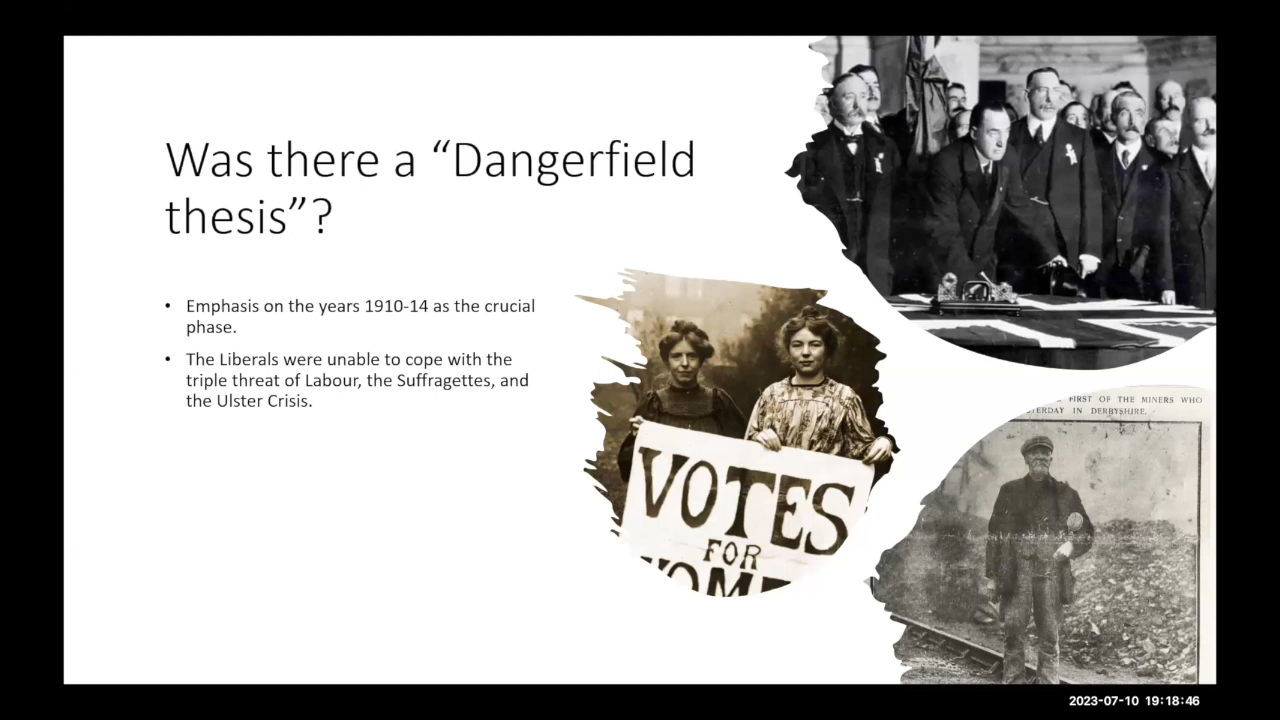 Was there a “Dangerfield
thesis”?
• Emphasis on the years 1910-14 as the crucial
phase.
• The Liberals were unable to cope with the
triple threat of Labour, the Suffragettes, and
the Ulster Crisis.
VOTES
FOR
FIRST OF THE MINERS WHO
IN DERBYSHIRE.
2023-07-10 19:18:46